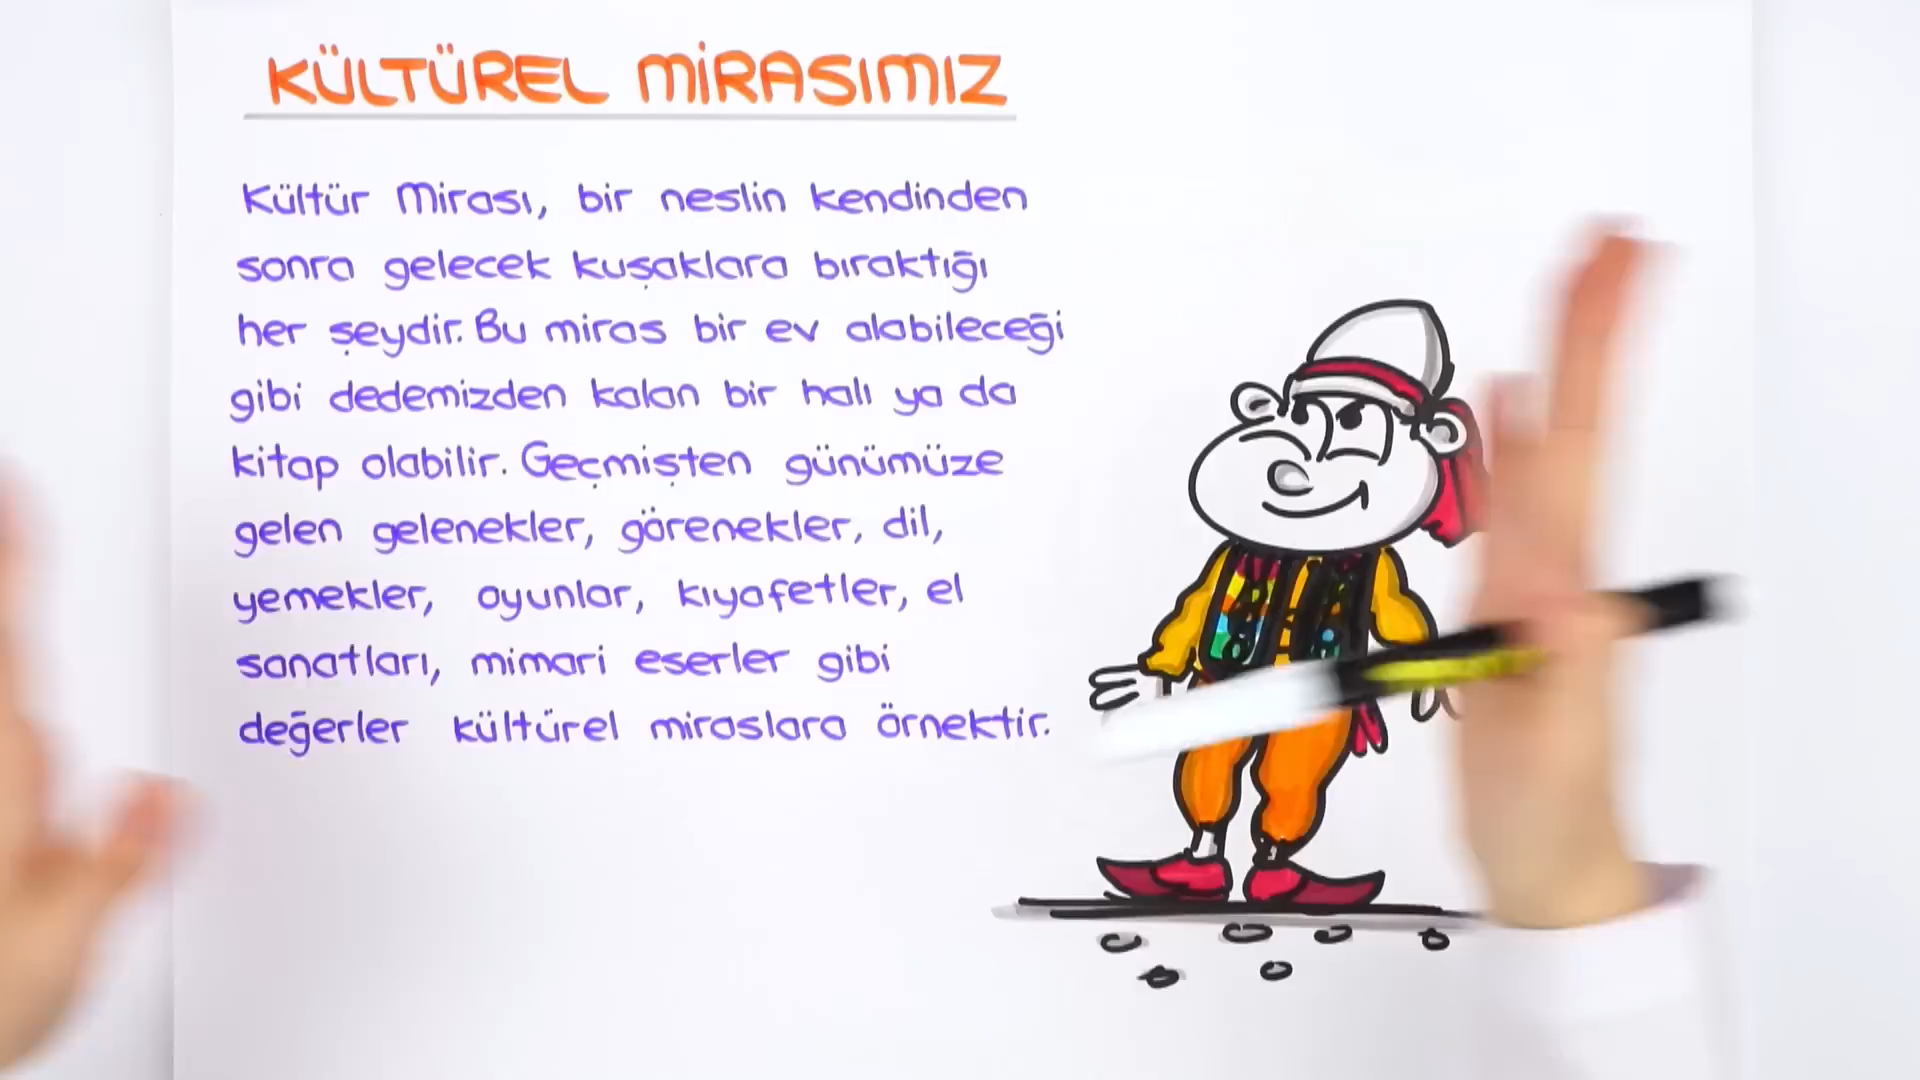 KÜLTÜREL MİRASIMIZ
Kültür Mirası, bir neslin kendinden
sonra gelecek kuşaklara bıraktığı
her şeydir. Bu miras bir ev alabileceği
gibi dedemizden kalan bir halı ya da
kitap olabilir. Geçmişten günümüze
gelen gelenekler, görenekler, dil,
yemekler, oyunlar, kıyafetler, el
sanatları, mimari eserler gibi
değerler kültürel miraslara örnektir.